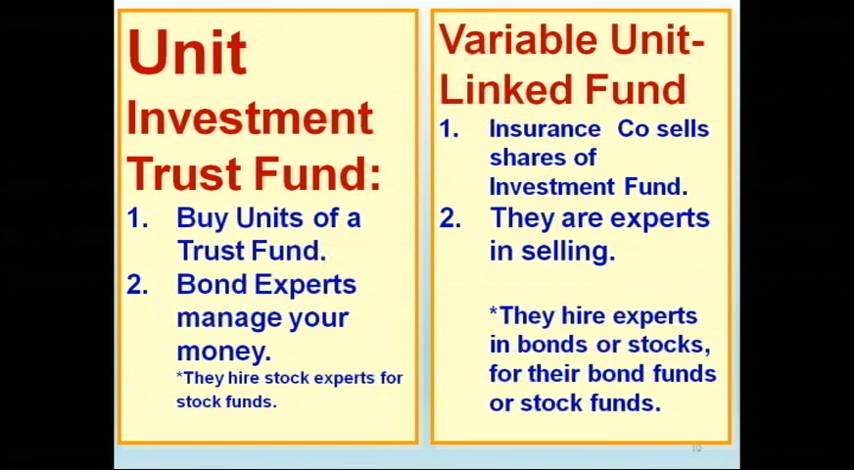 Unit
Investment
Trust Fund:
1. Buy Units of a
Trust Fund.
2. Bond Experts
manage your
money.
*They hire stock experts for
stock funds.
Variable Unit-
Linked Fund
1. Insurance Co sells
shares of
Investment Fund.
2. They are experts
in selling.
*They hire experts
in bonds or stocks,
for their bond funds
or stock funds.
10